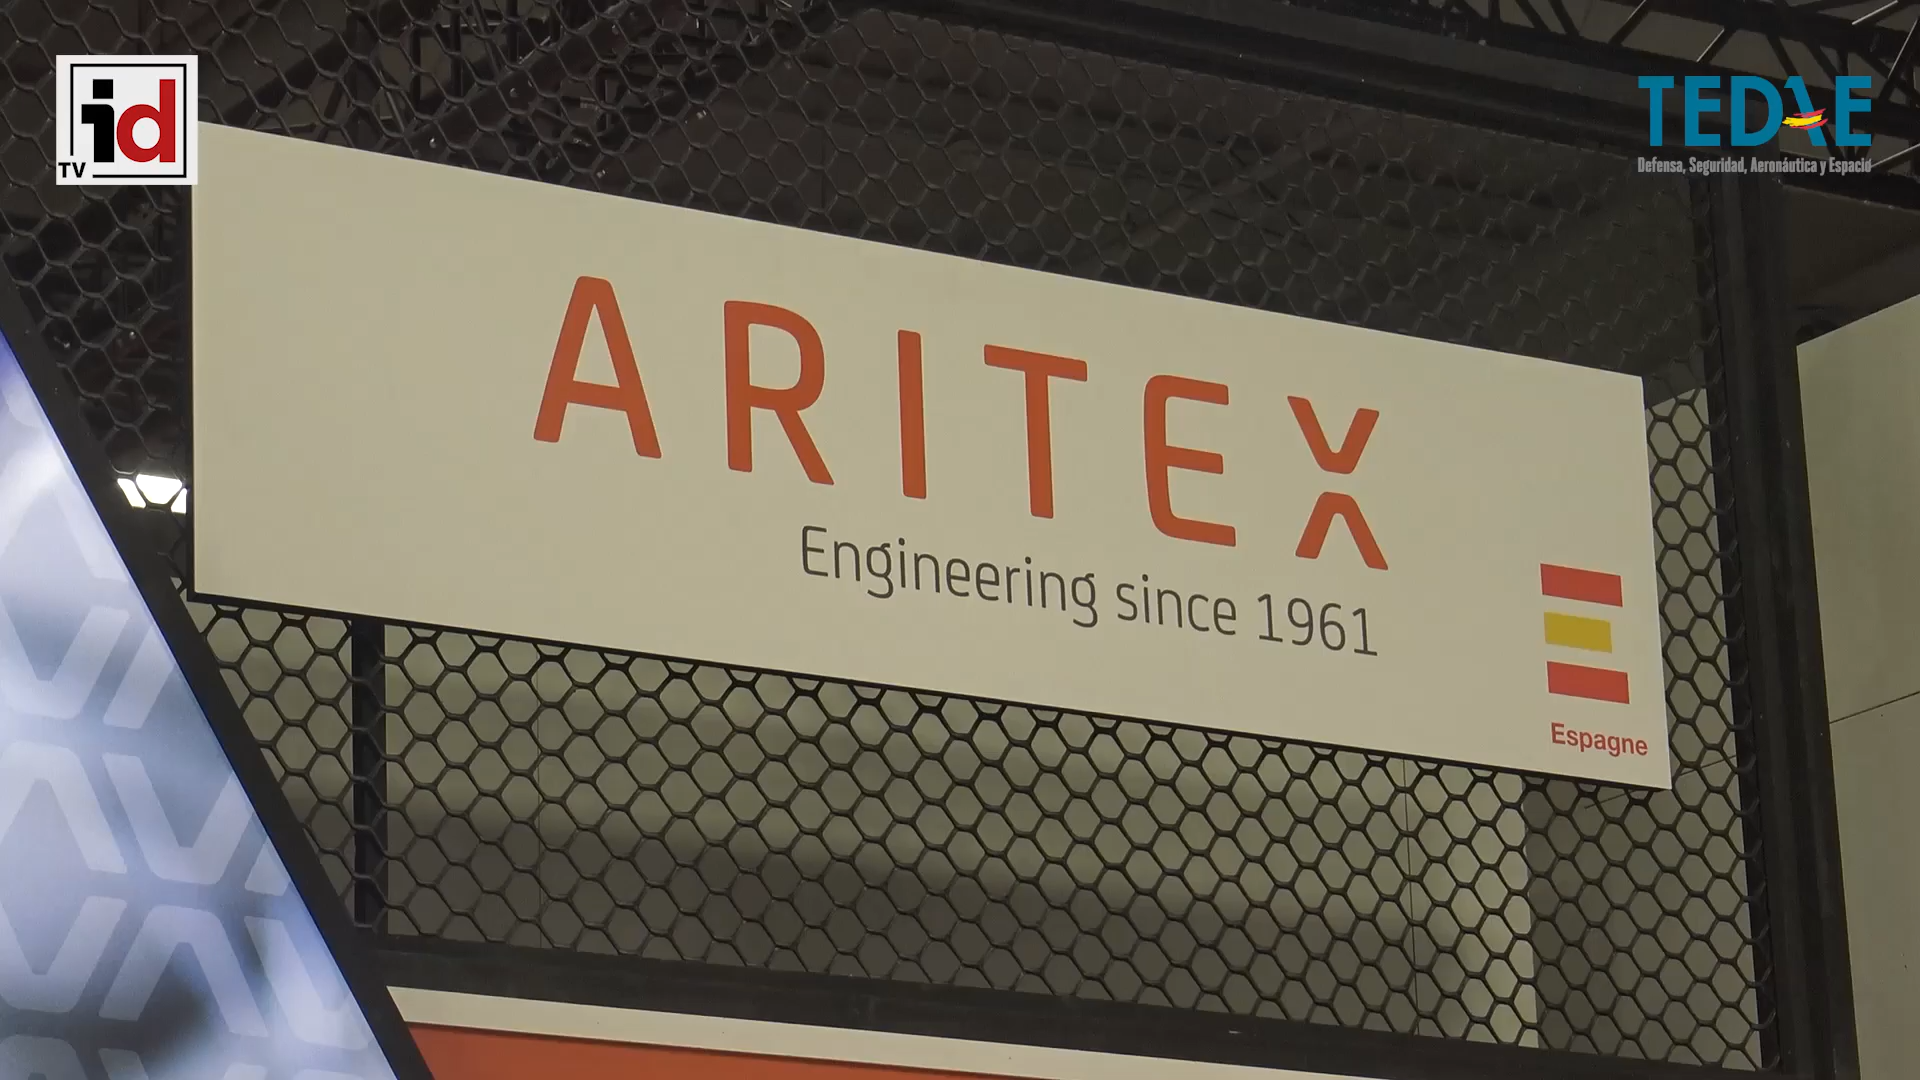 id
TV
TEDAE
Defensa, Seguridad, Aeronáutica y Espacio
ARITEX
Engineering since 1961
Espagne